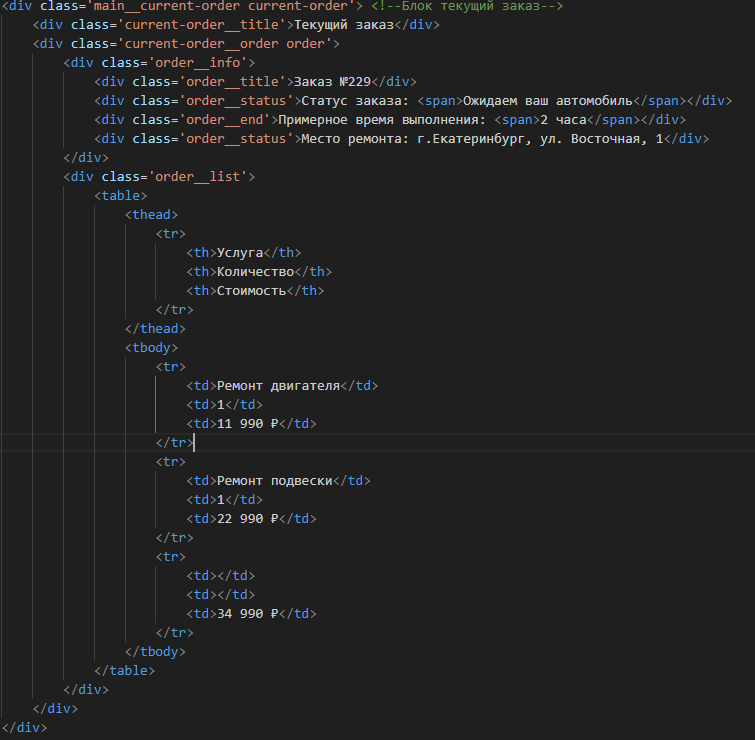 <div class='main__current-order current-order'> <!--Блок текущий заказ-->
<div class='current-order__title'>Текущий заказ</div>
<div class='current-order__order order'>
<div class='order__info'>
<div class='order__title'>Заказ №229</div>
<div class='order__status'>Статус заказа: <span>Ожидаем ваш автомобиль</span></div>
<div class='order__end'>Примерное время выполнения: <span>2 часа</span></div>
<div class='order__status'>Место ремонта: г.Екатеринбург, ул. Восточная, 1</div>
</div>
<div class='order__list'>
<table>
<thead>
<tr>
<th>Услуга</th>
<th>Количество</th>
<th>Стоимость</th>
</tr>
</thead>
<tbody>
<tr>
<td>Ремонт двигателя</td>
<td>1</td>
<td>11 990 ₽</td>
</tr>
<tr>
<td>Ремонт подвески</td>
<td>1</td>
<td>22 990 ₽</td>
</tr>
<tr>
<td></td>
<td></td>
<td>34 990 ₽</td>
</tr>
</tbody>
</table>
</div>
</div>
</div>